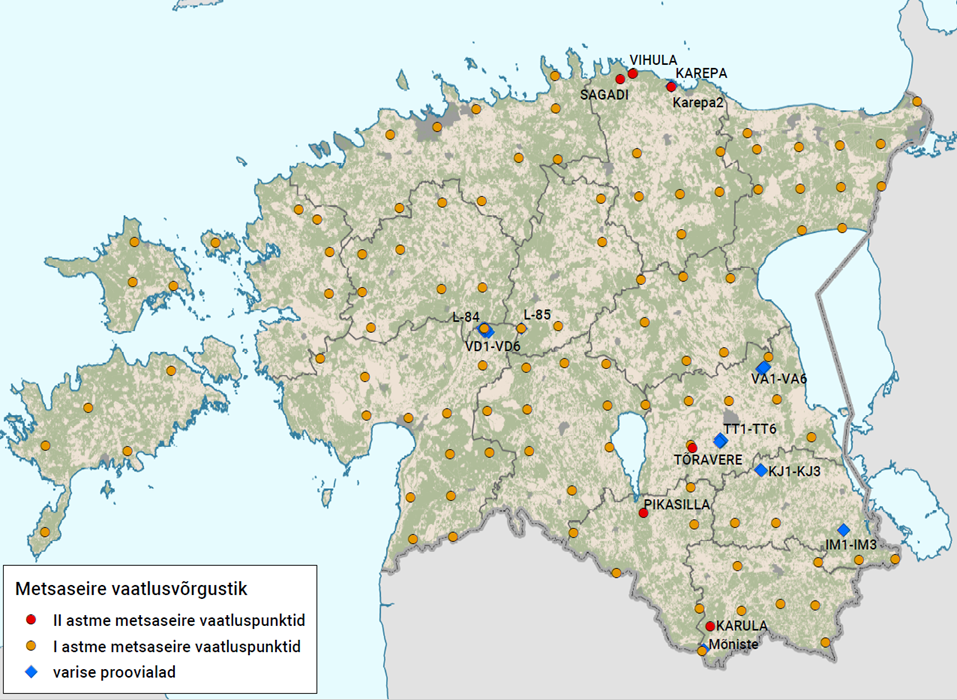 VIHULA
KAREPA
SAGADI
Karepa2
L-84
L-85
VD1-VD6
VA1-VA6
TT1-TT6
TÕRAVERE
KJ1-KJ3
PIKASILLA
IM1-IM3
KARULA
Mõniste
Metsaseire vaatlusvõrgustik
II astme metsaseire vaatluspunktid
I astme metsaseire vaatluspunktid
varise proovialad